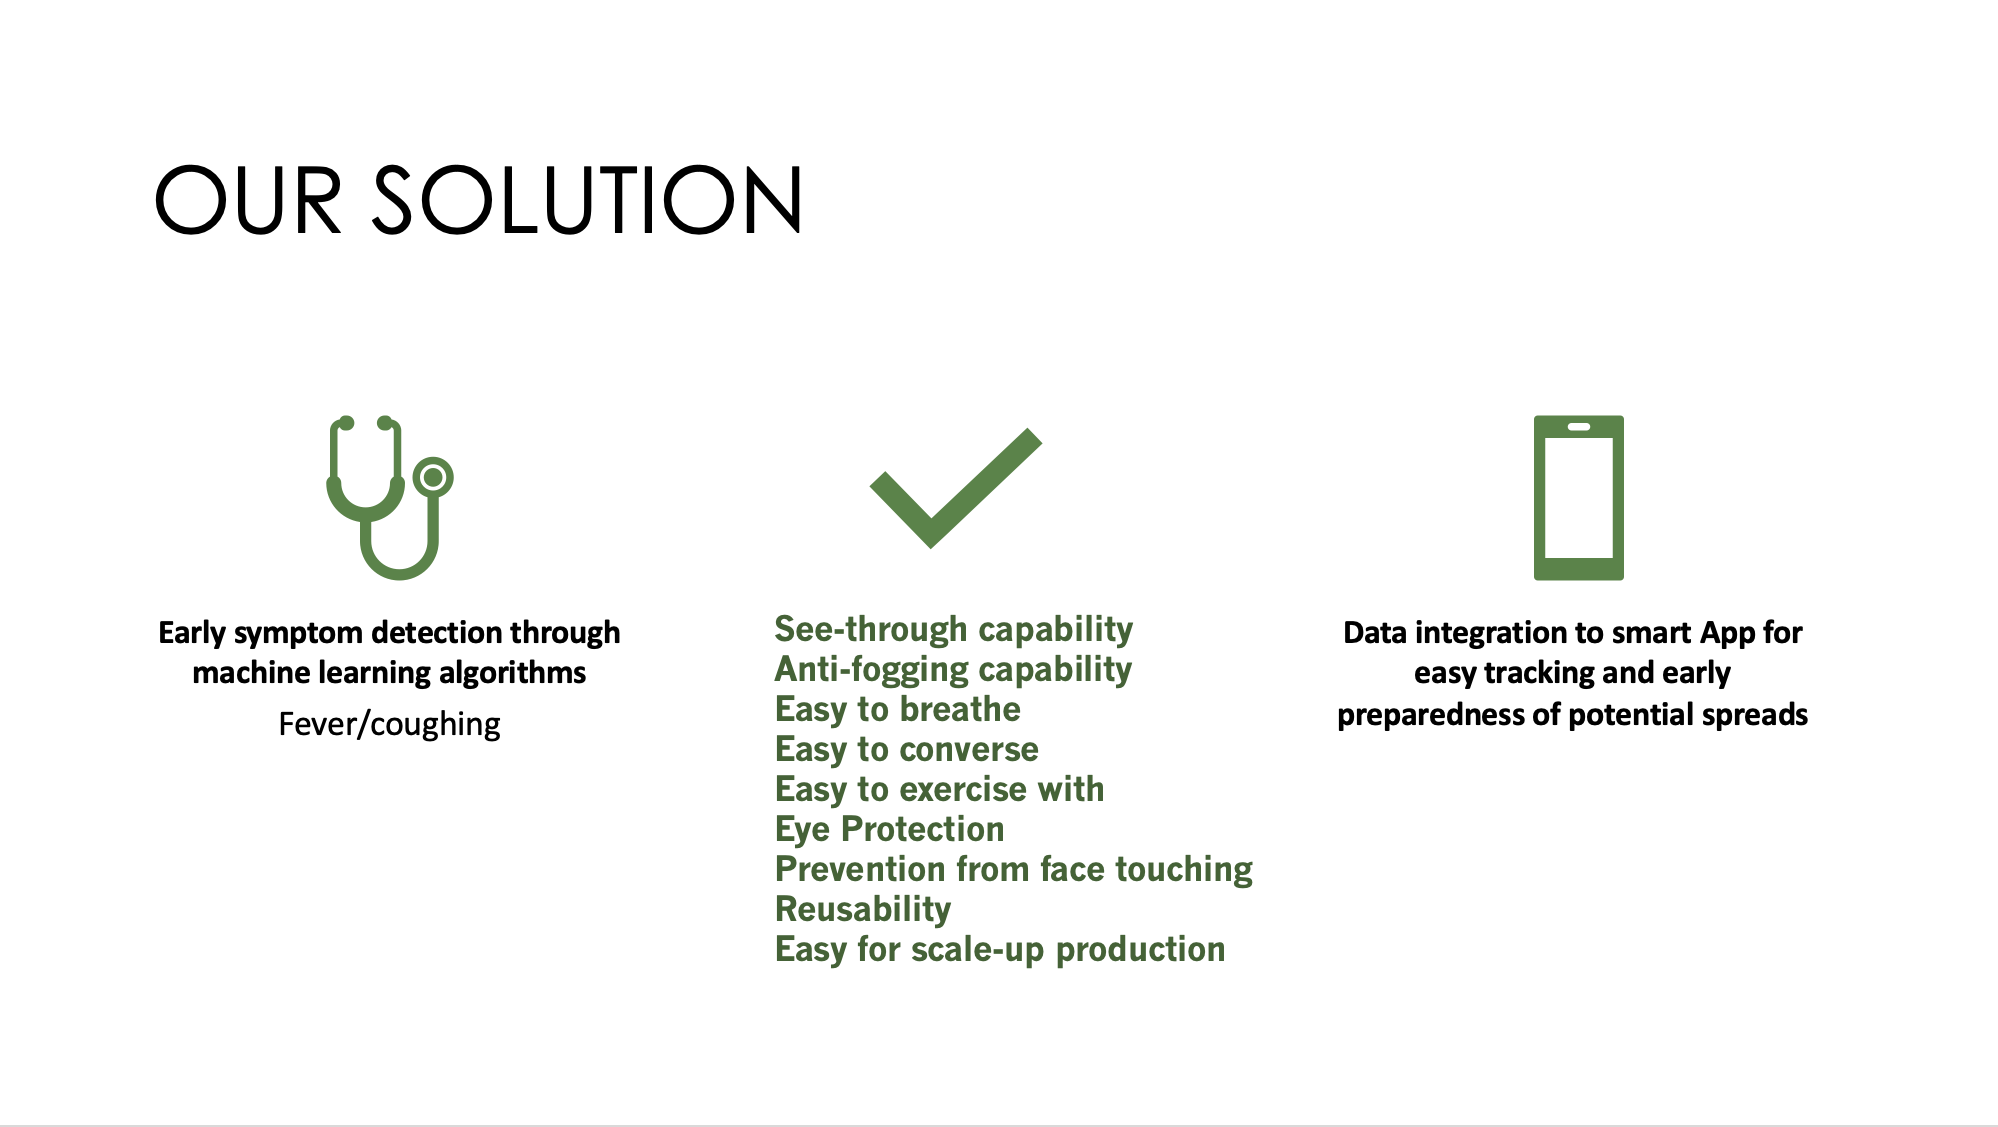 OUR SOLUTION
Early symptom detection through
machine learning algorithms
Fever/coughing
See-through capability
Anti-fogging capability
Easy to breathe
Easy to converse
Easy to exercise with
Eye Protection
Prevention from face touching
Reusability
Easy for scale-up production
Data integration to smart App for
easy tracking and early
preparedness of potential spreads